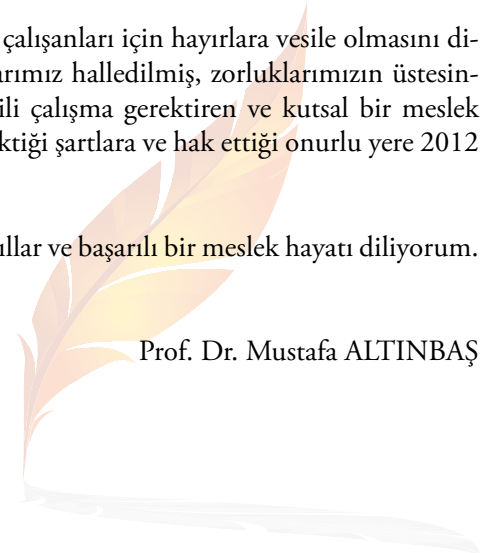 çalışanları için hayırlara vesile olmasını di-
arımız halledilmiş, zorluklarımızın üstesin-
ili çalışma gerektiren ve kutsal bir meslek
ktiği şartlara ve hak ettiği onurlu yere 2012
ıllar ve başarılı bir meslek hayatı diliyorum.
Prof. Dr. Mustafa ALTINBAŞ